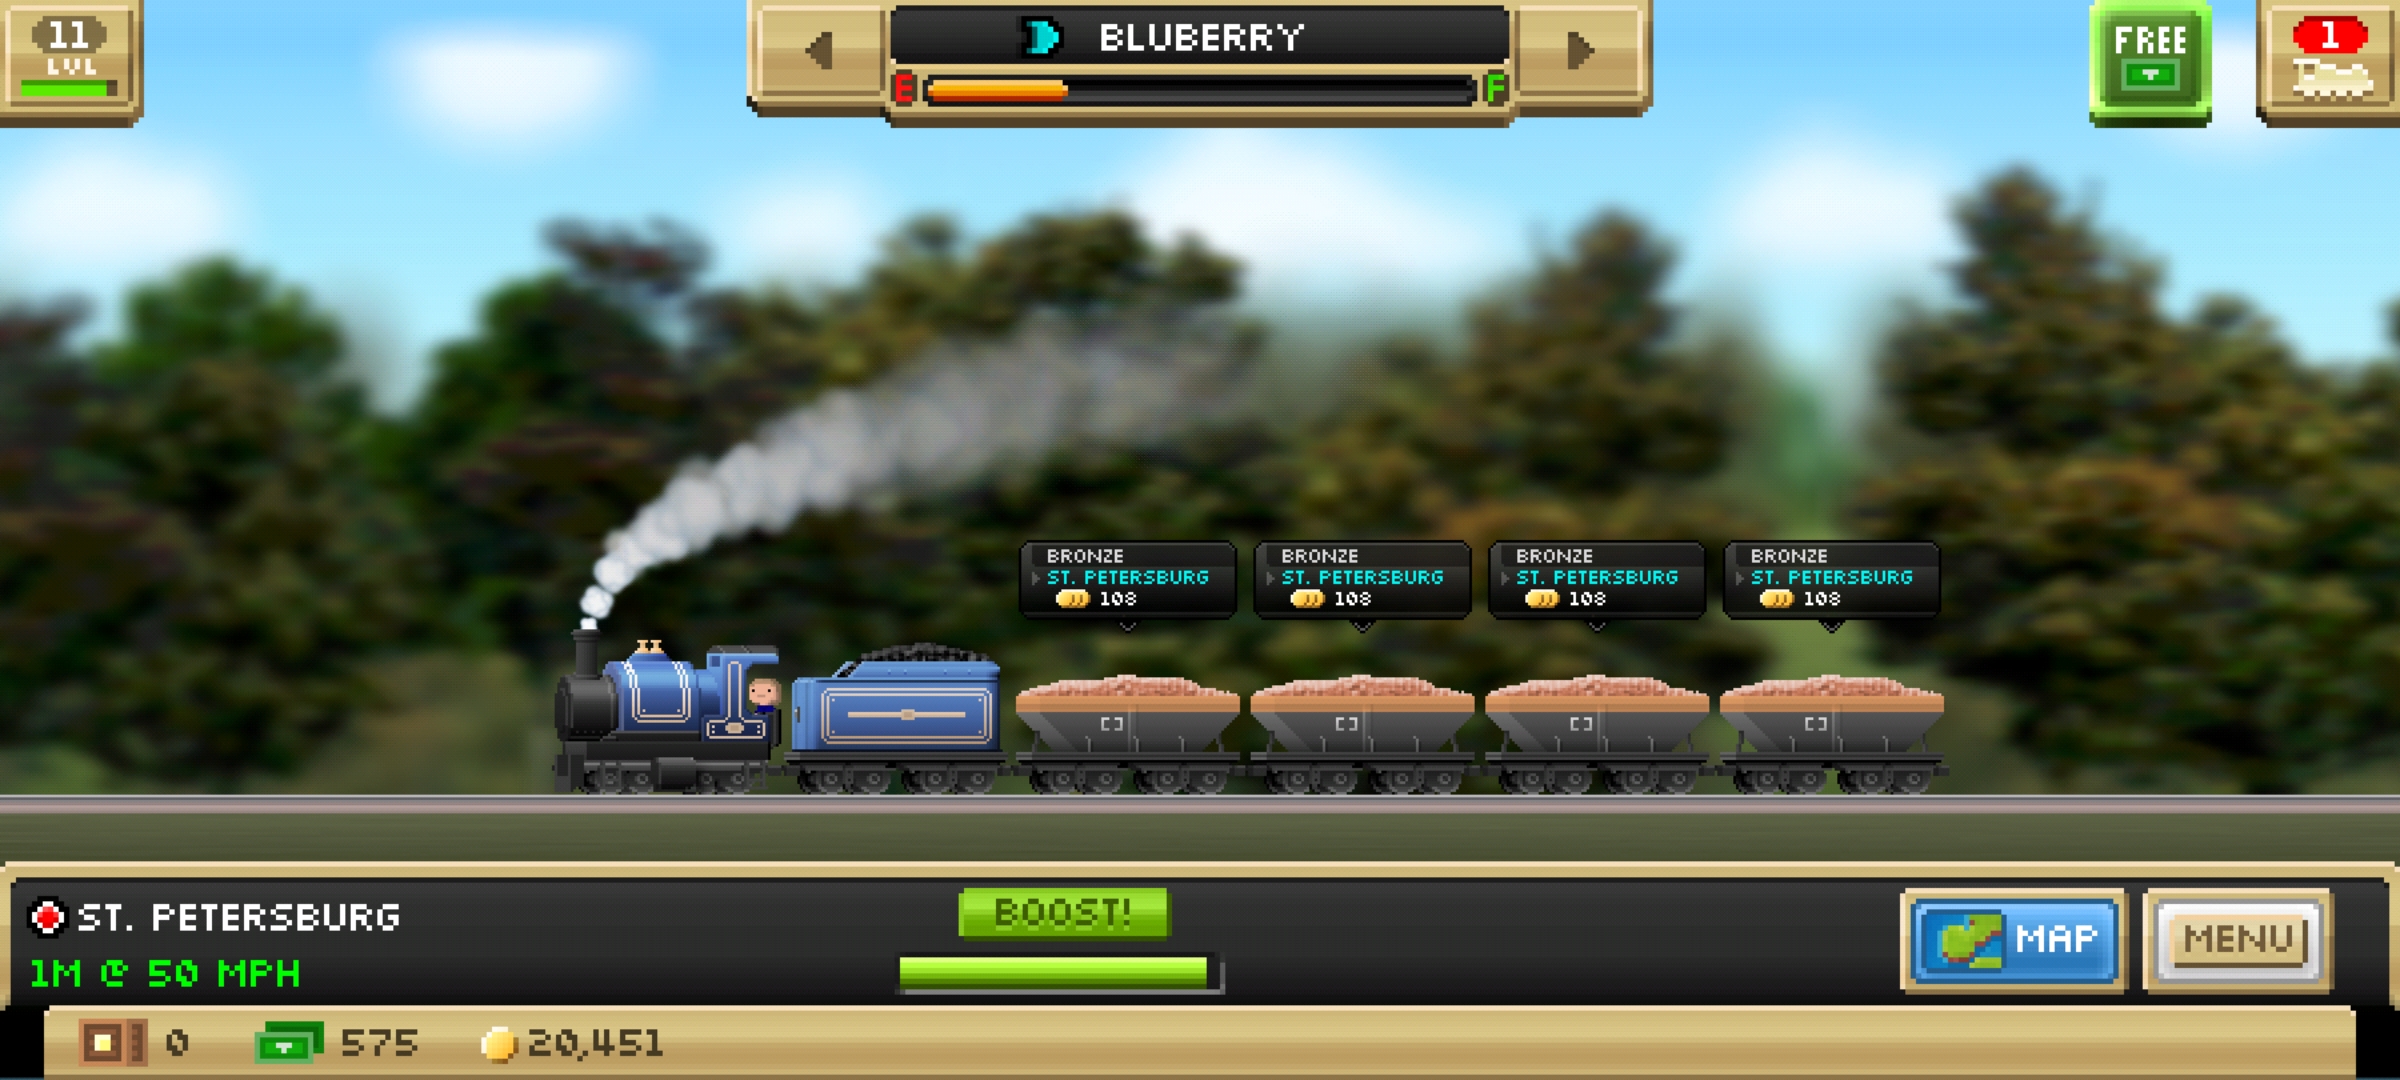 11
LVL
BLUBERRY
E F
FREE
1
BRONZE
ST. PETERSBURG
108
BRONZE
ST. PETERSBURG
108
BRONZE
ST. PETERSBURG
108
BRONZE
ST. PETERSBURG
108
ST. PETERSBURG
1M @ 50 MPH
BOOST!
MAP
MENU
0
575
20,451